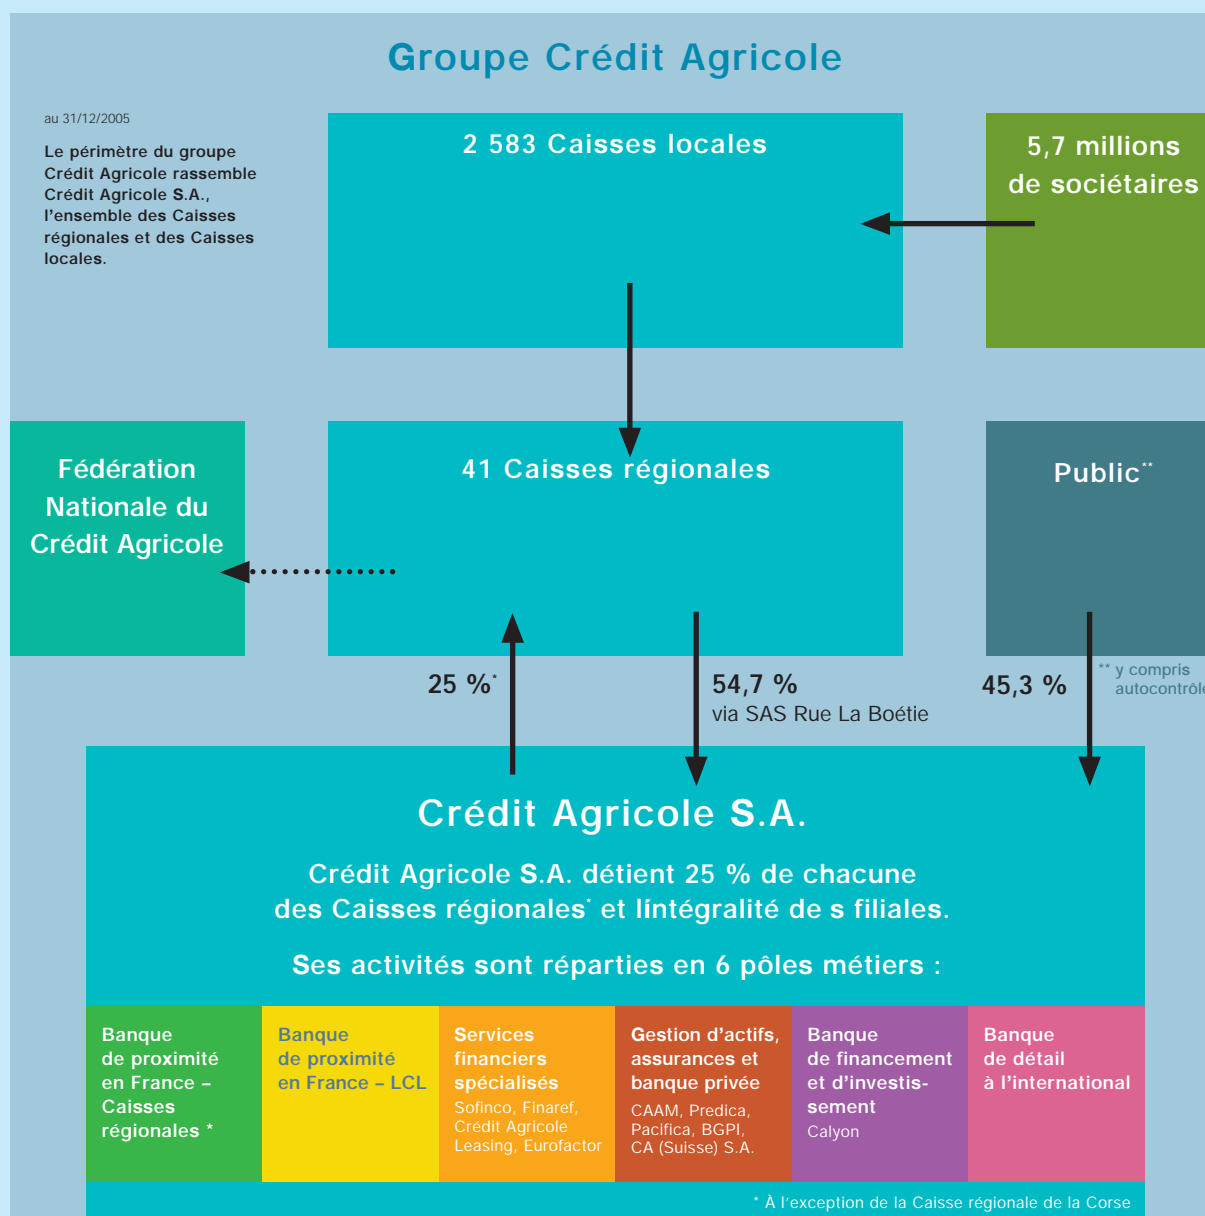 Groupe Crédit Agricole
au 31/12/2005
Le périmètre du groupe
Crédit Agricole rassemble
Crédit Agricole S.A.,
l'ensemble des Caisses
régionales et des Caisses
locales.
2 583 Caisses locales
5,7 millions
de sociétaires
Fédération
Nationale du
Crédit Agricole
41 Caisses régionales
Public**
25 %*
54,7 %
via SAS Rue La Boétie
45,3 %
** y compris
autocontrôle
Crédit Agricole S.A.
Crédit Agricole S.A. détient 25 % de chacune
des Caisses régionales* et líntégralité de s filiales.
Ses activités sont réparties en 6 pôles métiers :
Banque
de proximité
en France –
Caisses
régionales *
Banque
de proximité
en France – LCL
Services
financiers
spécialisés
Sofinco, Finaref,
Crédit Agricole
Leasing, Eurofactor
Gestion d'actifs,
assurances et
banque privée
CAAM, Predica,
Pacifica, BGPI,
CA (Suisse) S.A.
Banque
de financement
et d'investis-
sement
Calyon
Banque
de détail
à l'international
* À l'exception de la Caisse régionale de la Corse